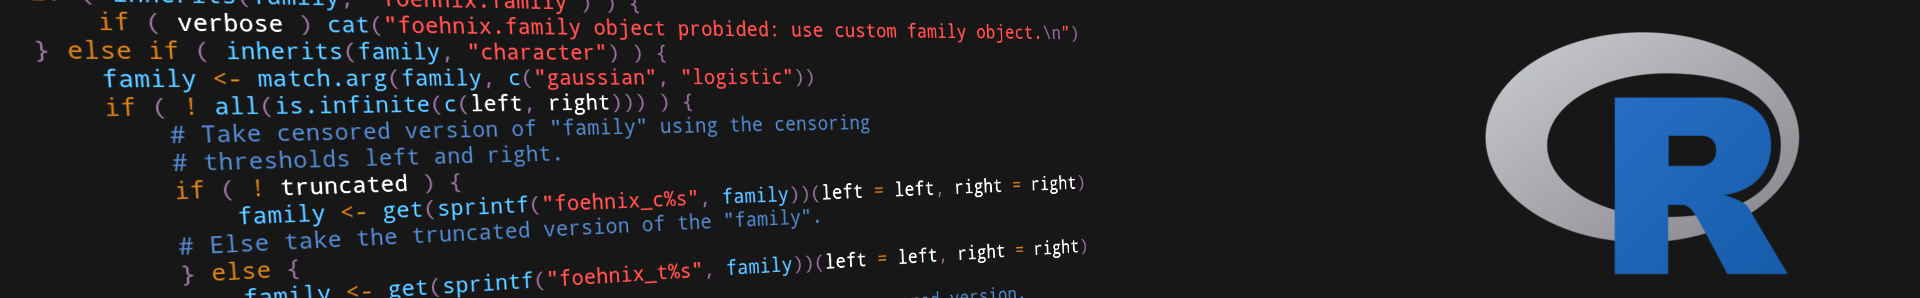 inherits(family, "foehnix.family") ) {
if ( verbose ) cat("foehnix.family object probided: use custom family object.\n")
} else if ( inherits(family, "character") ) {
family <- match.arg(family, c("gaussian", "logistic"))
if ( ! all(is.infinite(c(left, right))) ) {
# Take censored version of "family" using the censoring
# thresholds left and right.
if ( ! truncated ) {
family <- get(sprintf("foehnix_c%s", family))(left = left, right = right)
# Else take the truncated version of the "family".
} else {
family <- get(sprintf("foehnix_t%s", family))(left = left, right = right)
version.
R